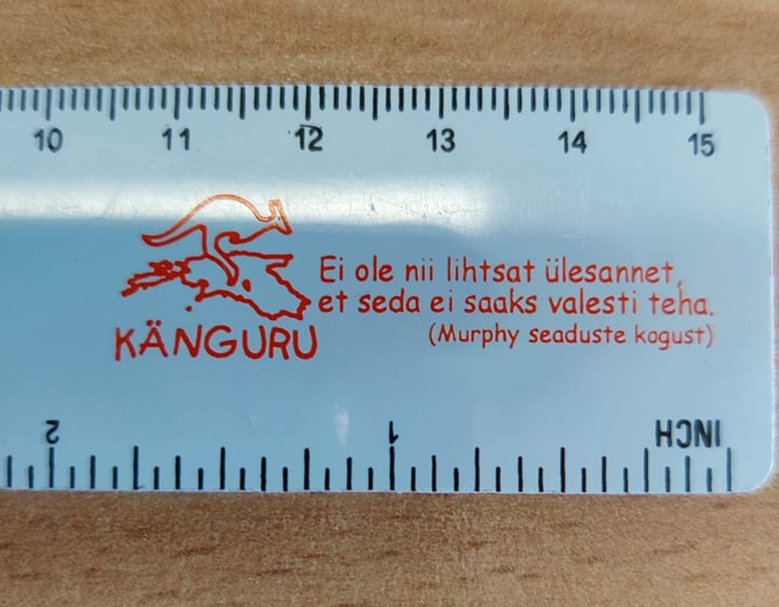 10 11 12 13 14 15
Ei ole nii lihtsat ülesannet,
et seda ei saaks valesti teha.
(Murphy seaduste kogust)
KÄNGURU
2 1 INCH